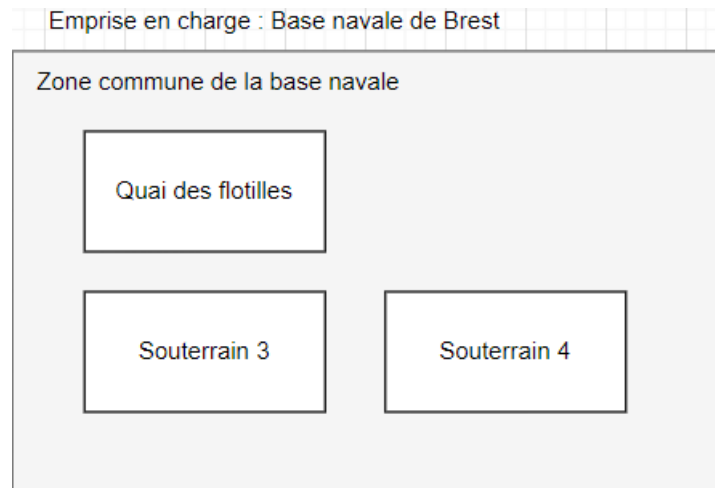 Emprise en charge : Base navale de Brest
Zone commune de la base navale
Quai des flotilles
Souterrain 3
Souterrain 4